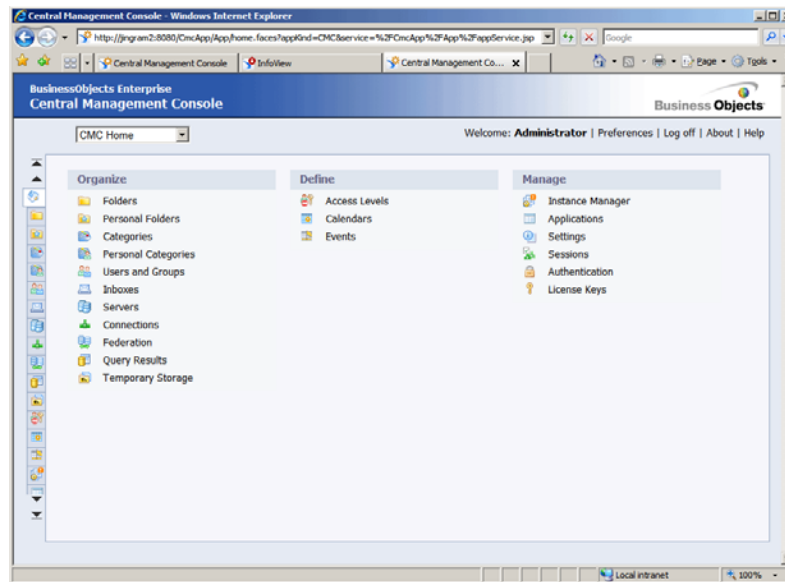 Central Management Console - Windows Internet Explorer
http://jingram2:8080/CmcApp/App/home.faces?appKind=CMC&service=%2FCmcApp%2FApp%2FappService.jsp
Google
Central Management Console
InfoView
Central Management Co...
Page
Tools
BusinessObjects Enterprise
Central Management Console
Business Objects
CMC Home
Welcome: Administrator | Preferences | Log off | About | Help
Organize
Folders
Personal Folders
Categories
Personal Categories
Users and Groups
Inboxes
Servers
Connections
Federation
Query Results
Temporary Storage
Define
Access Levels
Calendars
Events
Manage
Instance Manager
Applications
Settings
Sessions
Authentication
License Keys
Local intranet
100%